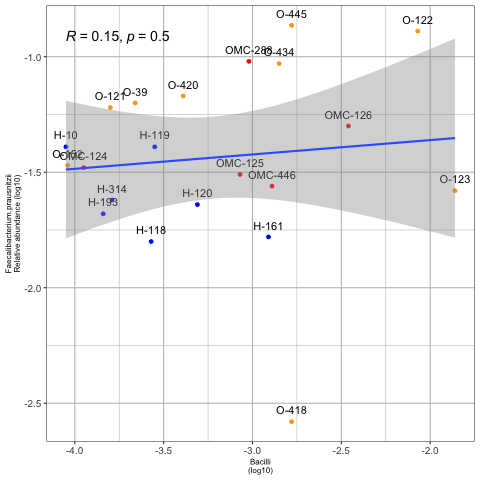 R = 0.15, p = 0.5
O-445
O-122
OMC-288
O-434
O-121
O-39
O-420
OMC-126
H-10
H-119
OMC-124
OMC-125
OMC-446
O-123
H-314
H-193
H-120
H-118
H-161
O-418
-1.0
-1.5
-2.0
-2.5
-4.0
-3.5
-3.0
-2.5
-2.0
Faecalibacterium.prausnitzii
Relative abundante (log10)
Bacilli
(log10)